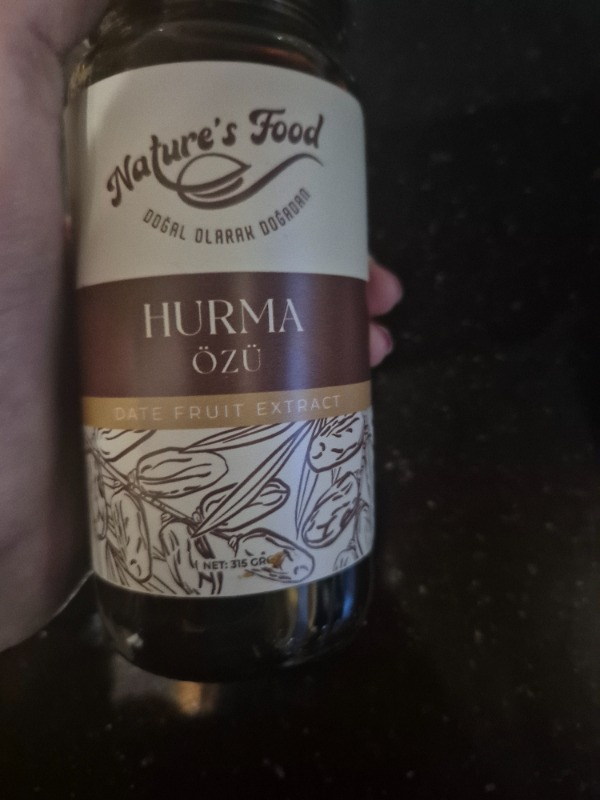 Nature's Food
DOĞAL OLARAK DOĞADAN
HURMA
ÖZÜ
DATE FRUIT EXTRACT
NET: 315 GR